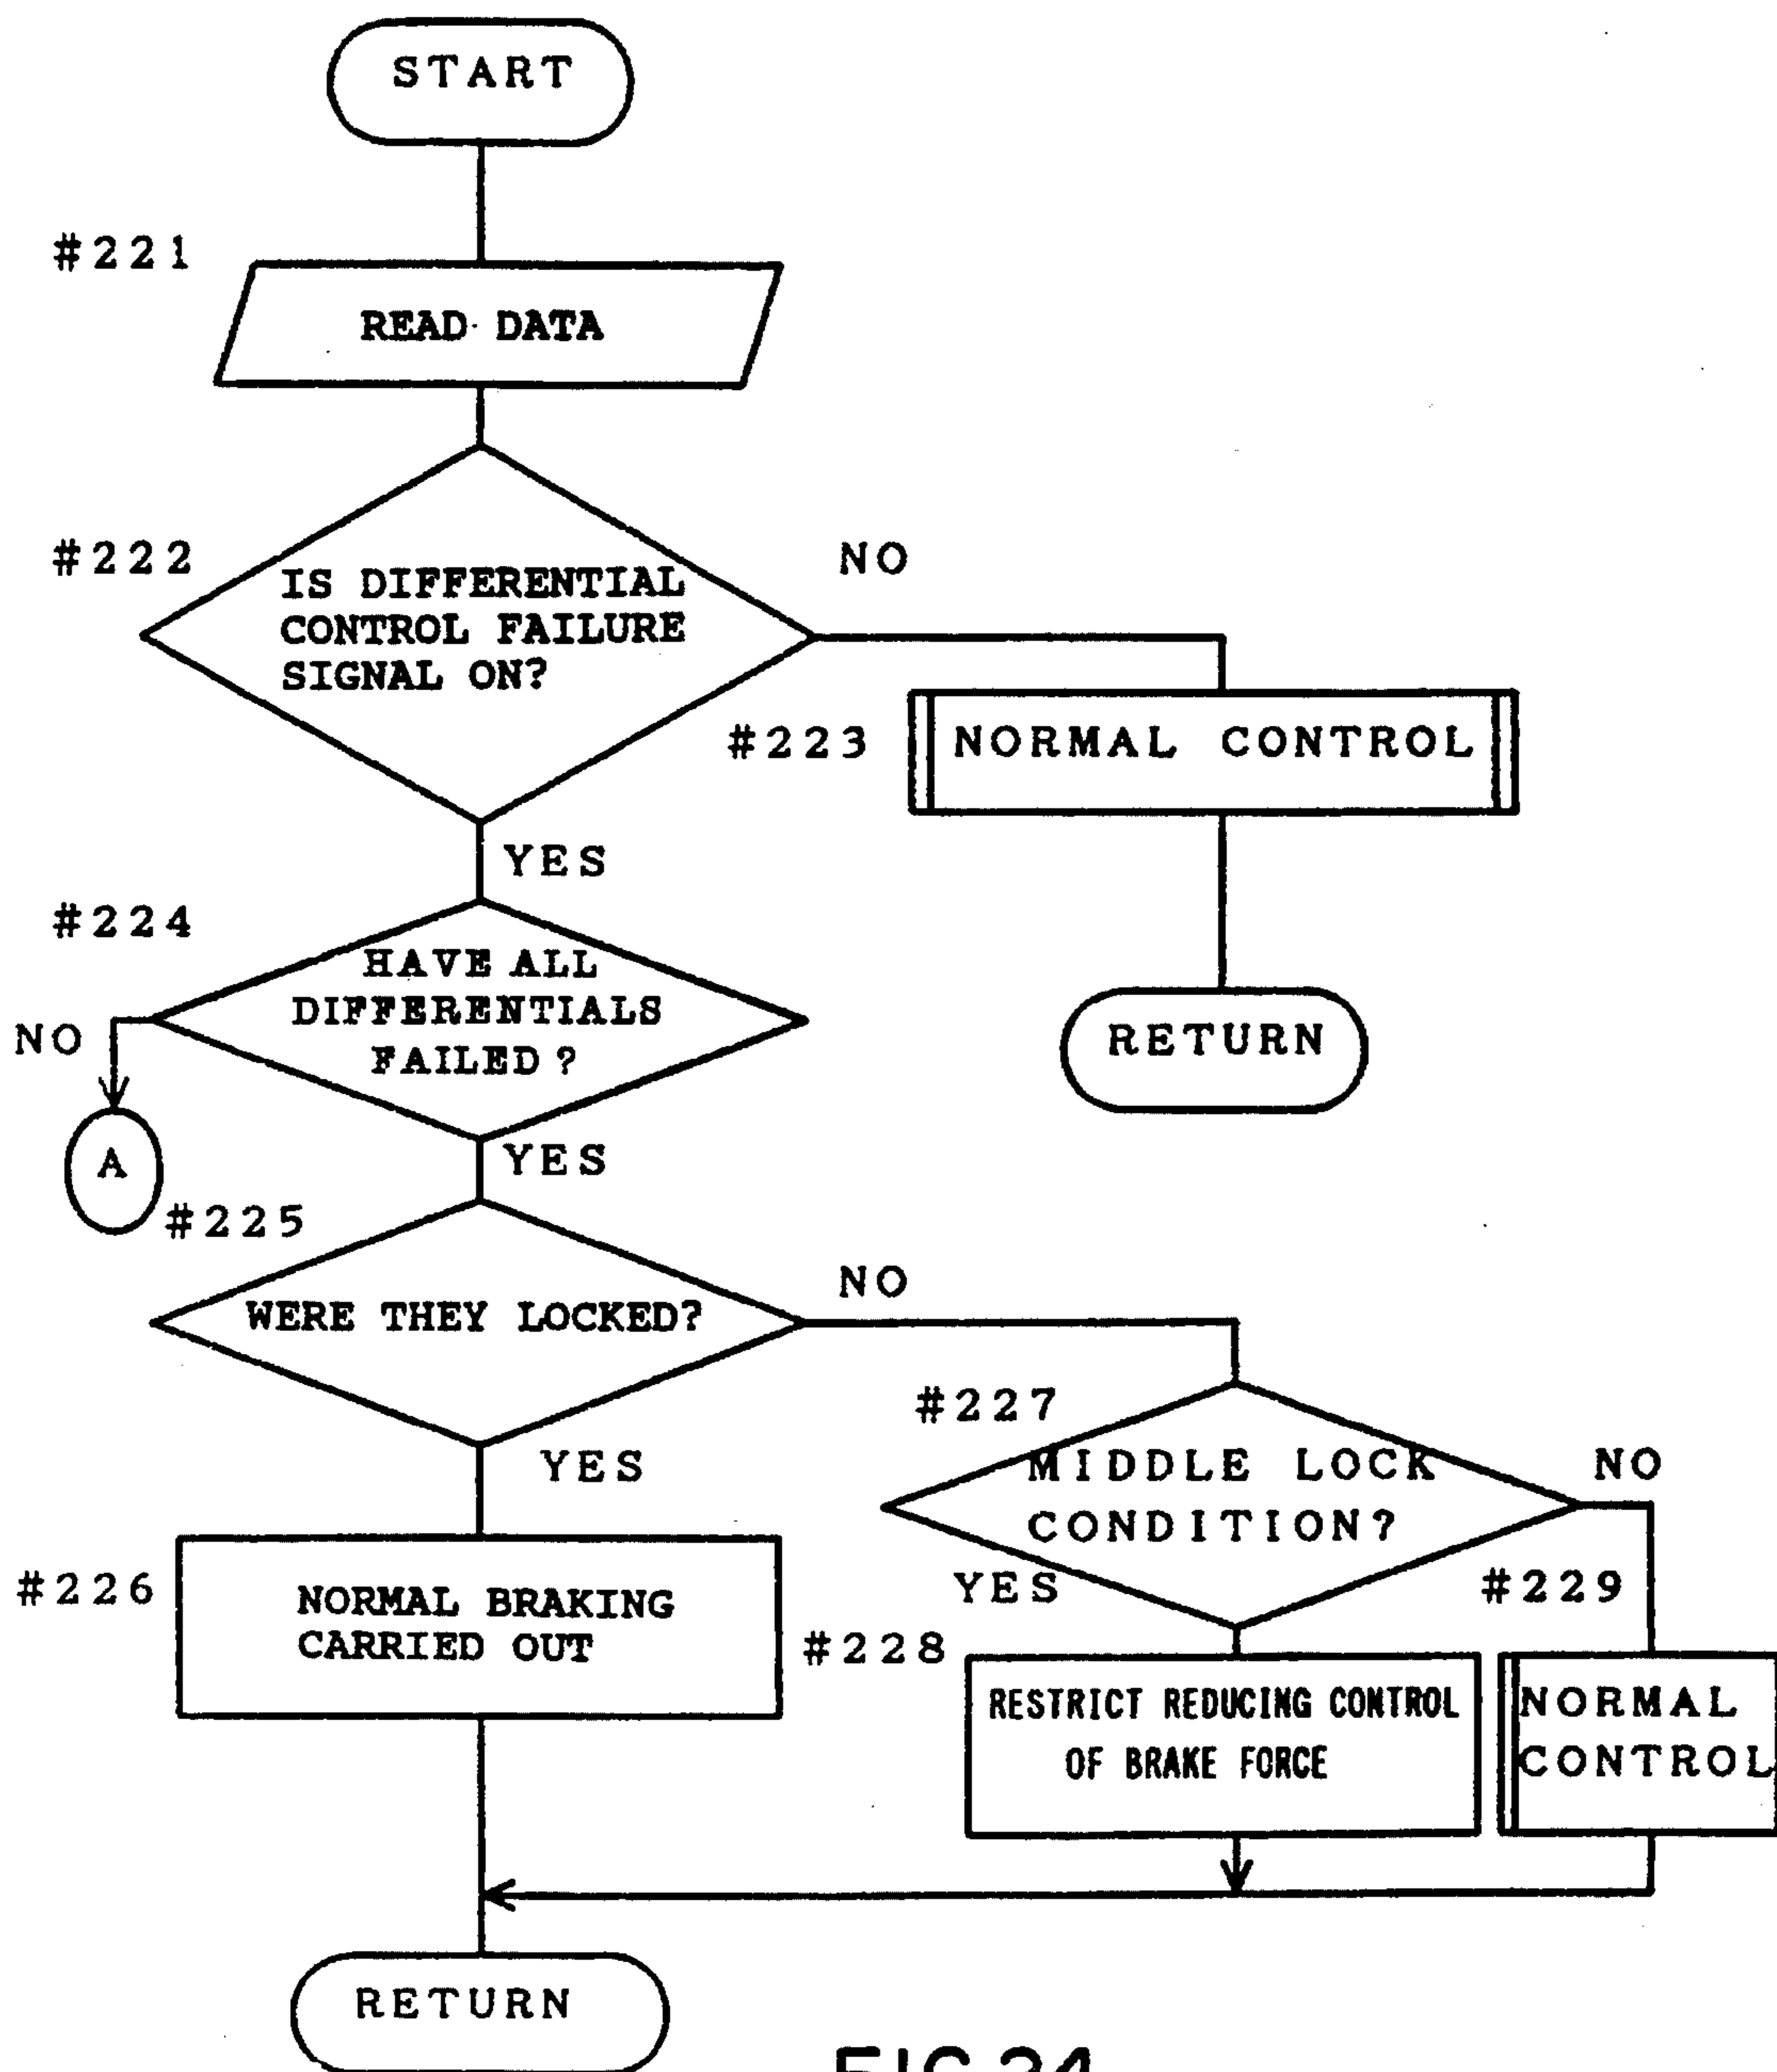 START
#221
READ DATA
#222
IS DIFFERENTIAL
CONTROL FAILURE
SIGNAL ON?
NO
#223
NORMAL CONTROL
RETURN
YES
#224
HAVE ALL
DIFFERENTIALS
FAILED?
NO
A
YES
#225
WERE THEY LOCKED?
NO
#227
MIDDLE LOCK
CONDITION?
NO
YES
YES
#226
NORMAL BRAKING
CARRIED OUT
#228
RESTRICT REDUCING CONTROL
OF BRAKE FORCE
#229
NORMAL
CONTROL
RETURN